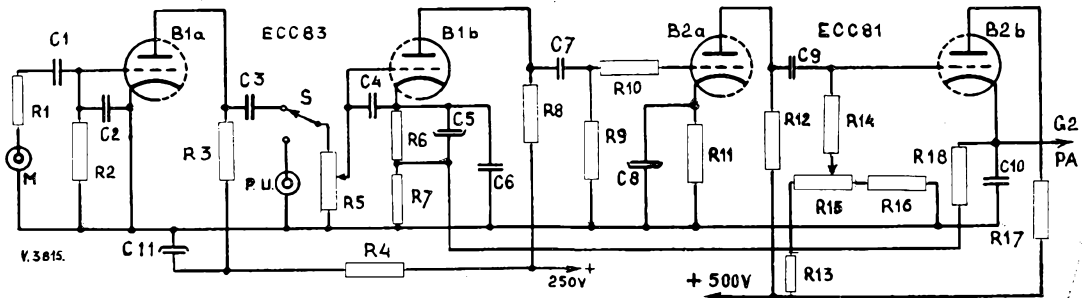 B1a
ECC83
B1b
B2a
ECC81
B2b
C1
C3
S
C4
C7
R10
C9
R1
C2
R2
R3
M
P.U.
R5
R6
C5
R7
C6
R8
R9
C8
R11
R12
R14
R15
R16
R18
C10
G2
PA
R17
V.3815.
C11
R4
250V
+
+ 500V
R13